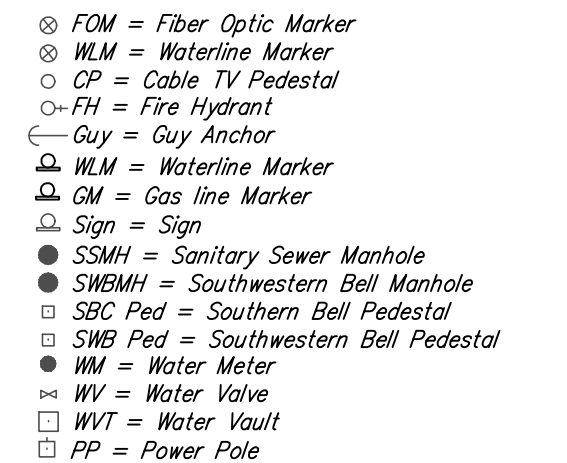 FOM = Fiber Optic Marker
WLM = Waterline Marker
CP = Cable TV Pedestal
FH = Fire Hydrant
Guy = Guy Anchor
WLM = Waterline Marker
GM = Gas line Marker
Sign = Sign
SSMH = Sanitary Sewer Manhole
SWBMH = Southwestern Bell Manhole
SBC Ped = Southern Bell Pedestal
SWB Ped = Southwestern Bell Pedestal
WM = Water Meter
WV = Water Valve
WVT = Water Vault
PP = Power Pole